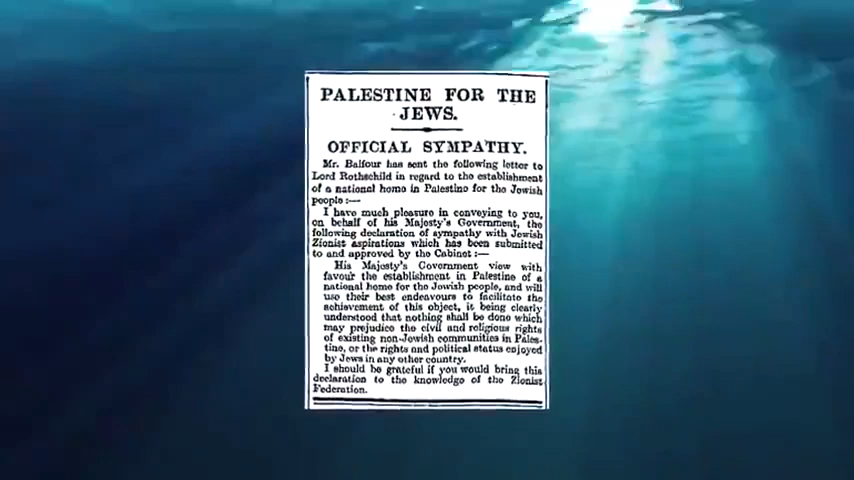 PALESTINE FOR THE
JEWS.
OFFICIAL SYMPATHY.
Mr. Balfour has sent the following letter to
Lord Rothschild in regard to the establishment
of a national home in Palestine for the Jewish
people :—
I have much pleasure in conveying to you,
on behalf of his Majesty's Government, the
following declaration of sympathy with Jewish
Zionist aspirations which has been submitted
to and approved by the Cabinet :—
His Majesty's Government view with
favour the establishment in Palestine of a
national home for the Jewish people, and will
use their best endeavours to facilitate the
achievement of this object, it being clearly
understood that nothing shall be done which
may prejudice the civil and religious rights
of existing non-Jewish communities in Pales-
tine, or the rights and political status enjoyed
by Jews in any other country.
I should be grateful if you would bring this
declaration to the knowledge of the Zionist
Federation.